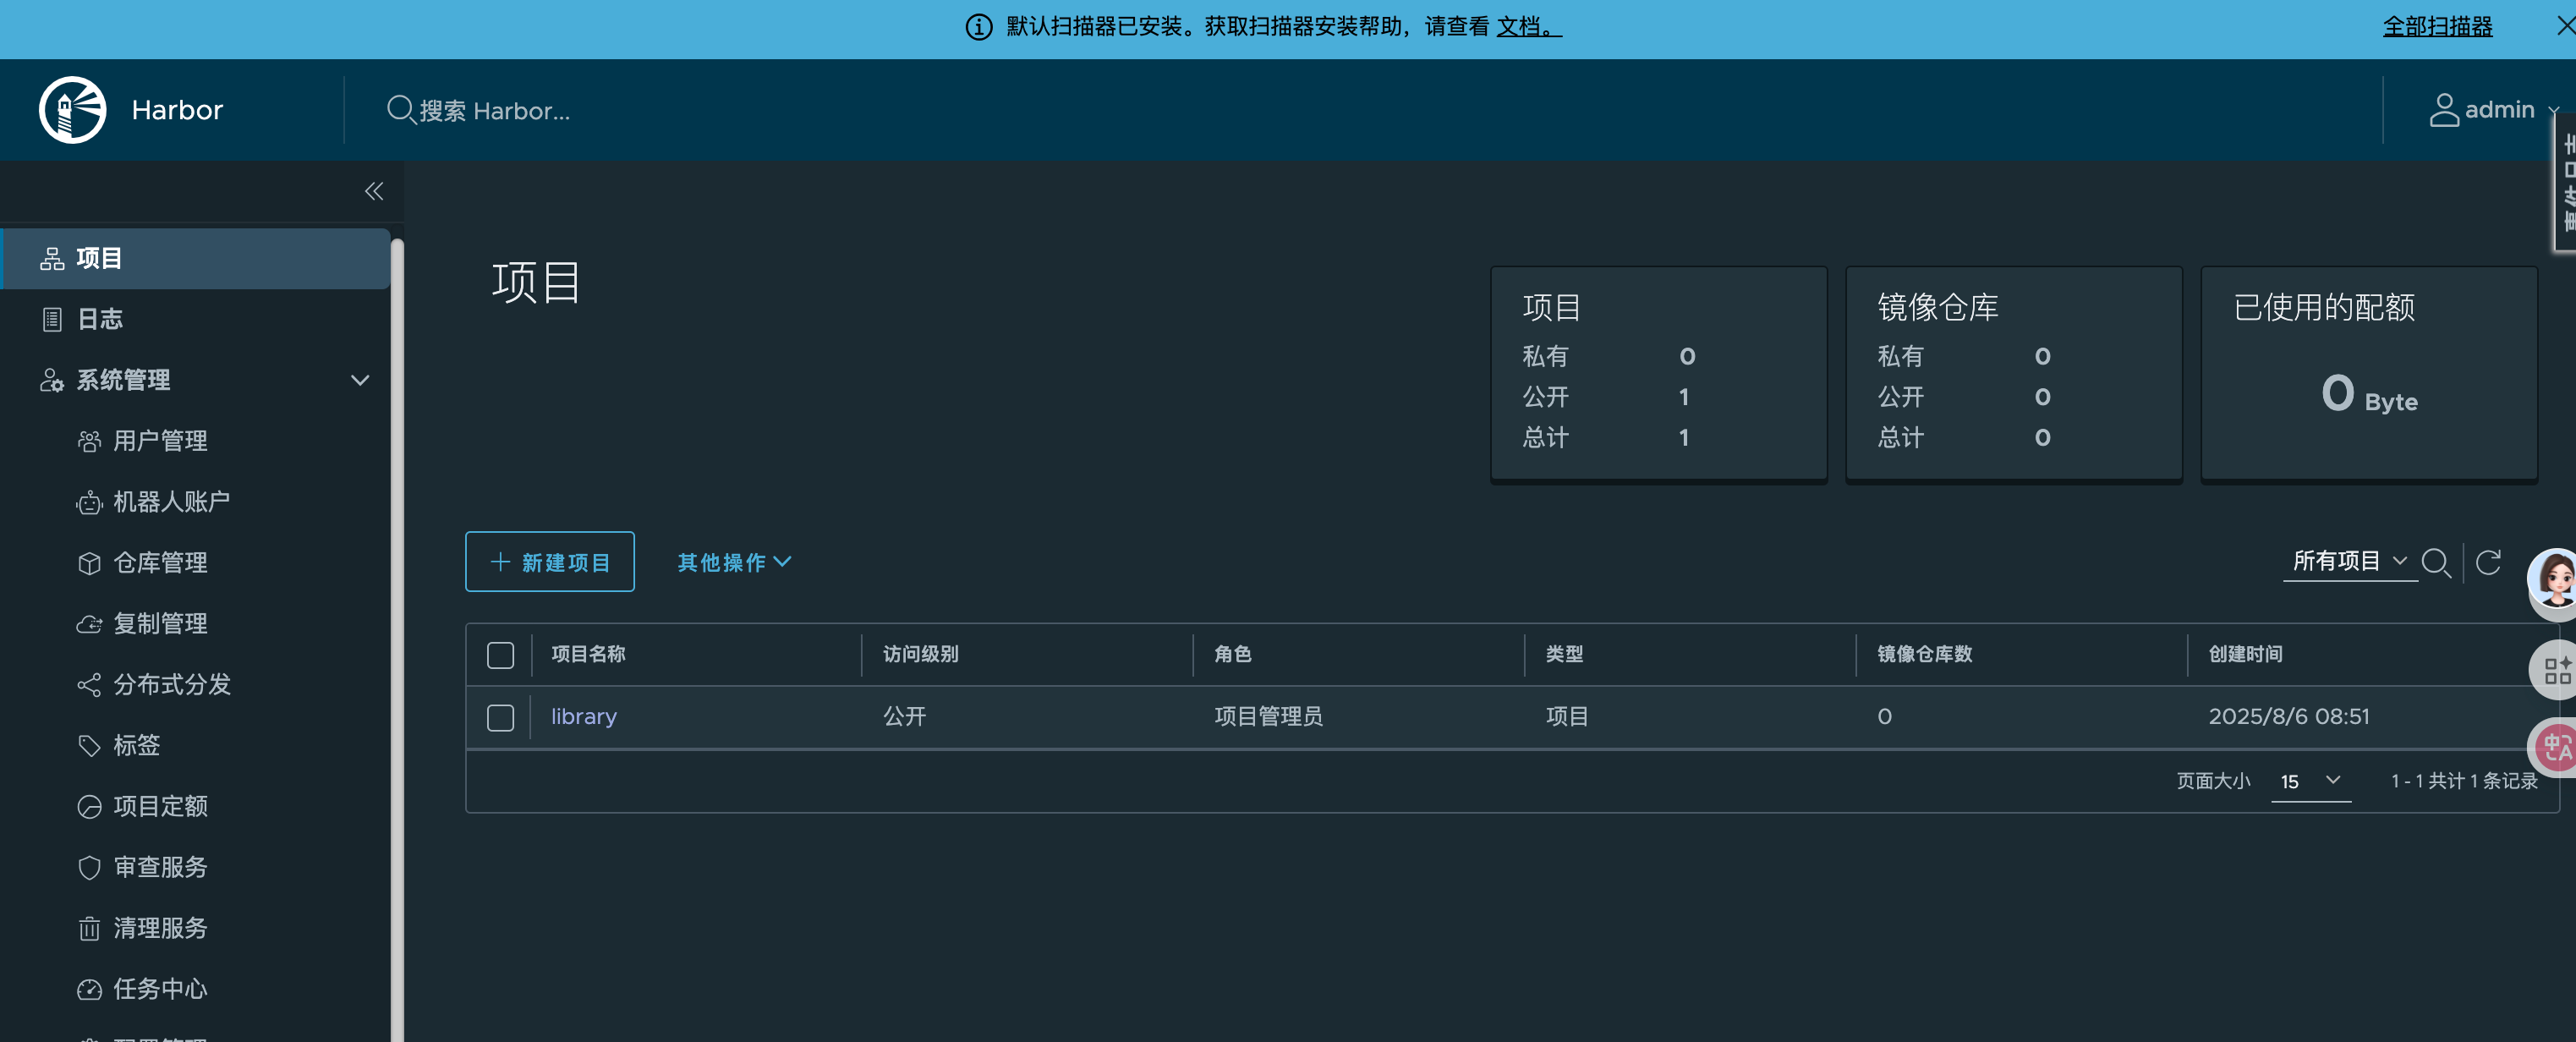 默认扫描器已安装。获取扫描器安装帮助，请查看 文档。
全部扫描器
Harbor
搜索 Harbor...
admin
项目
日志
系统管理
用户管理
机器人账户
仓库管理
复制管理
分布式分发
标签
项目定额
审查服务
清理服务
任务中心
项目
项目
私有 0
公开 1
总计 1
镜像仓库
私有 0
公开 0
总计 0
已使用的配额
0 Byte
新建项目
其他操作
所有项目
项目名称 访问级别 角色 类型 镜像仓库数 创建时间
library 公开 项目管理员 项目 0 2025/8/6 08:51
页面大小 15 1 - 1 共计 1 条记录
中A